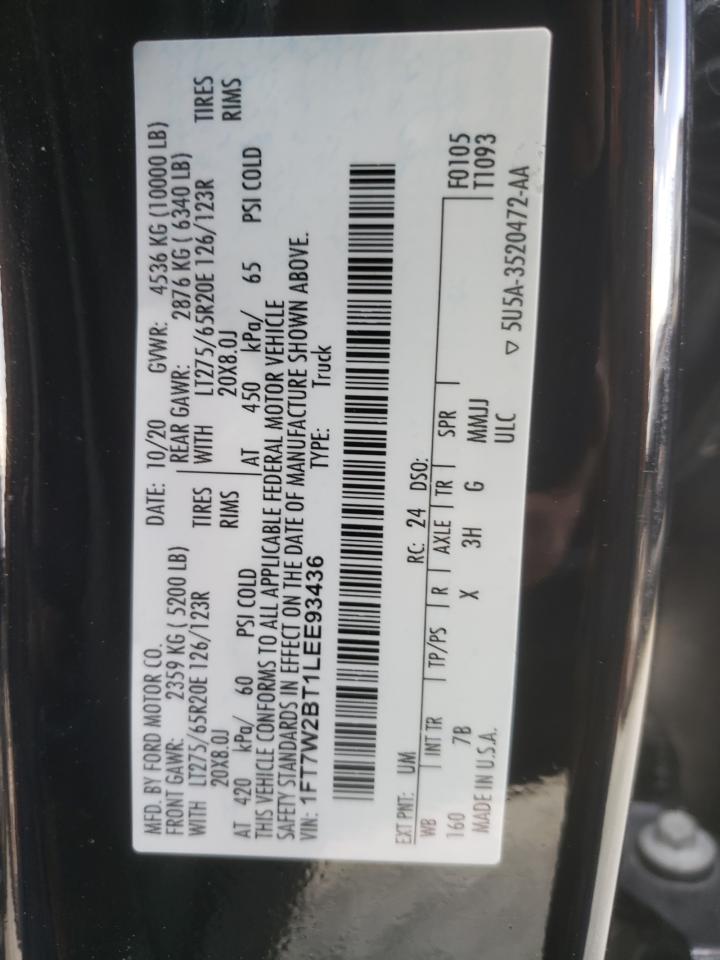 MFD. BY FORD MOTOR CO. DATE: 10/20 GVWR: 4536 KG (10000 LB)
FRONT GAWR: 2359 KG ( 5200 LB) REAR GAWR: 2876 KG ( 6340 LB)
WITH LT275/65R20E 126/123R TIRES WITH LT275/65R20E 126/123R TIRES
20X8.0J RIMS 20X8.0J RIMS
AT 420 kPa/ 60 PSI COLD AT 450 kPa/ 65 PSI COLD
THIS VEHICLE CONFORMS TO ALL APPLICABLE FEDERAL MOTOR VEHICLE
SAFETY STANDARDS IN EFFECT ON THE DATE OF MANUFACTURE SHOWN ABOVE.
VIN: 1FT7W2BT1LEE93436 TYPE: Truck
EXT PNT: UM RC: 24 DSO: F0105
WB INT TR TP/PS R AXLE TR SPR T1093
160 7B X 3H G MMJJ
MADE IN U.S.A. ULC ▽ 5U5A-3520472-AA